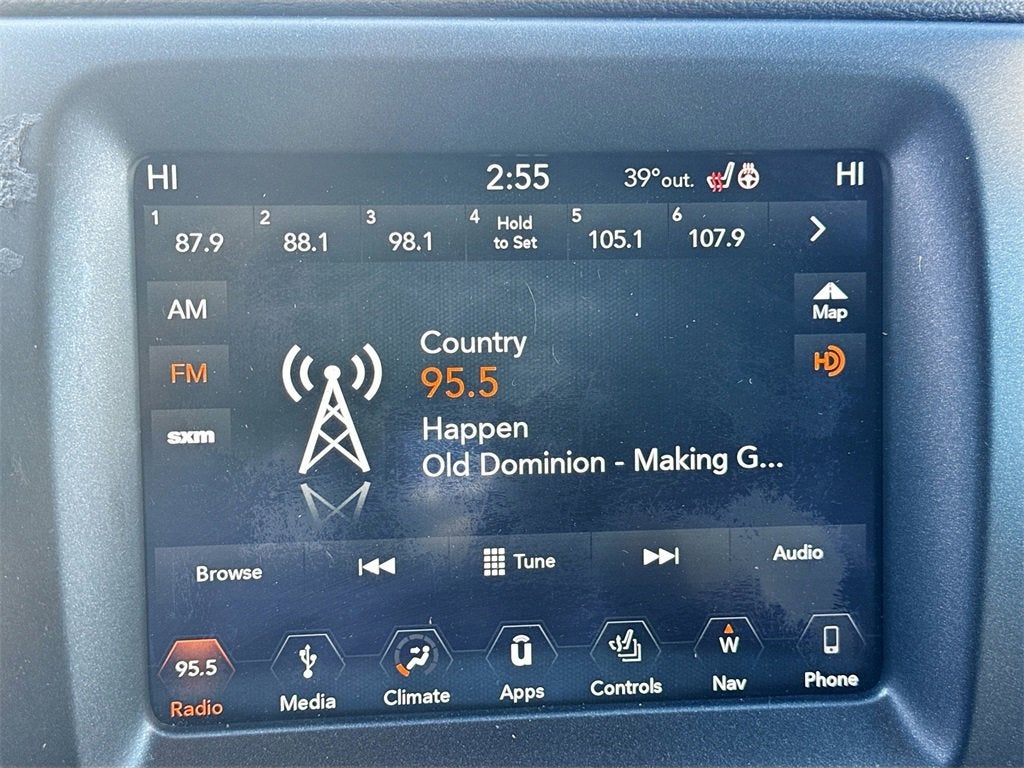 HI 2:55 39°out. HI
1 87.9 2 88.1 3 98.1 4 Hold to Set 5 105.1 6 107.9
AM
Map
Country
FM
95.5
HD
Happen
sxm
Old Dominion - Making G...
Browse Tune Audio
95.5 W
Radio Media Climate Apps Controls Nav Phone